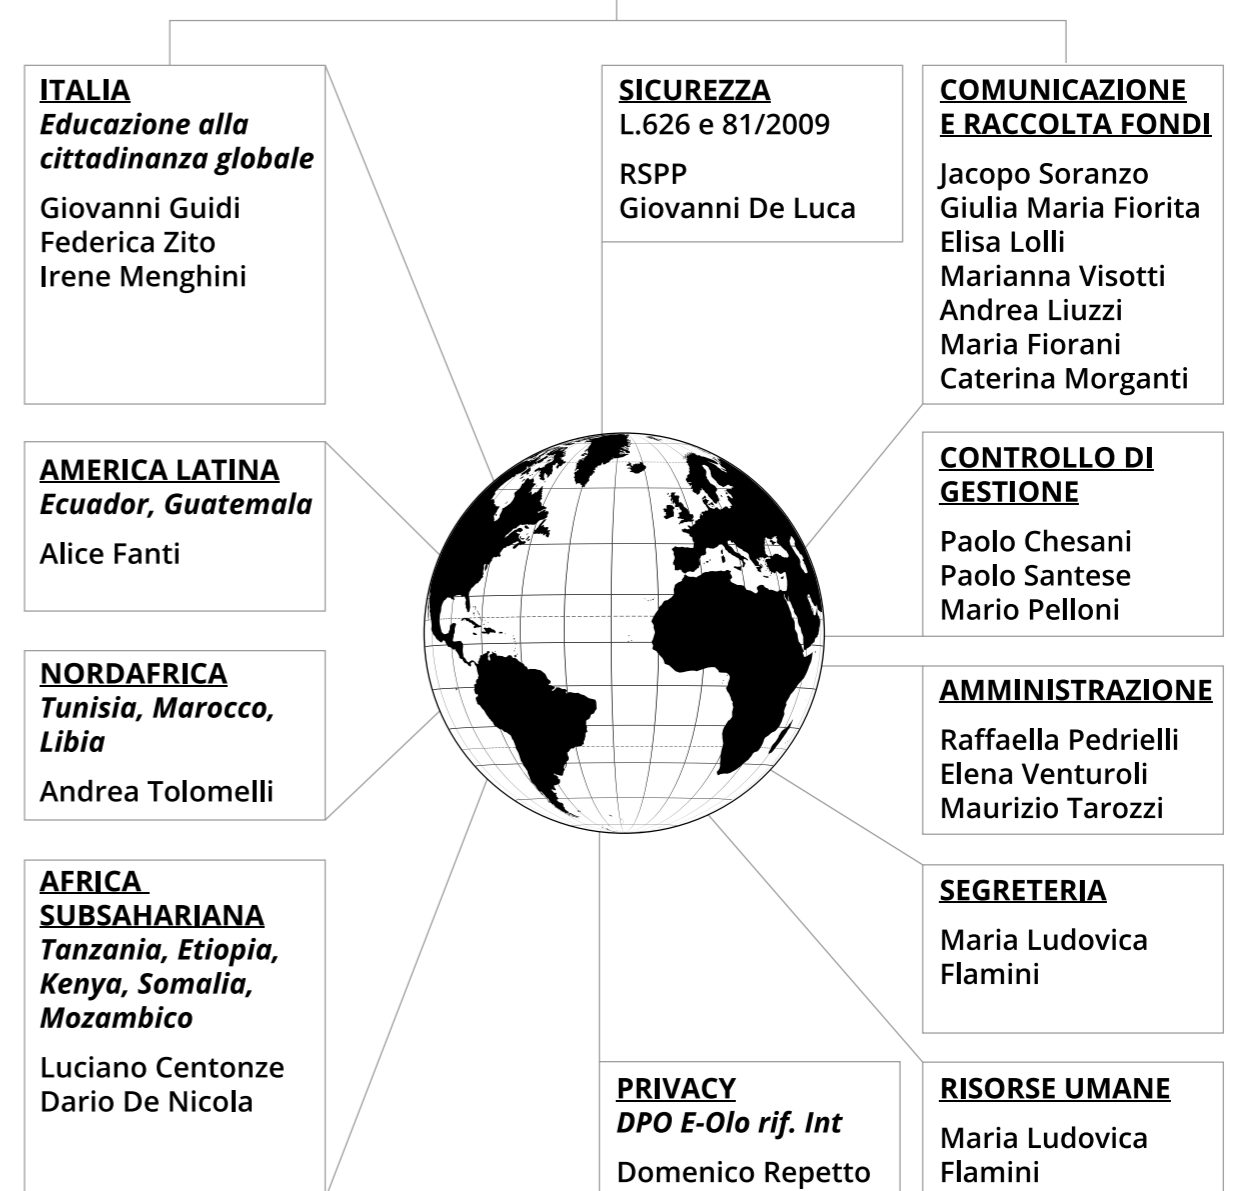 ITALIA
Educazione alla
cittadinanza globale
Giovanni Guidi
Federica Zito
Irene Menghini
AMERICA LATINA
Ecuador, Guatemala
Alice Fanti
NORDAFRICA
Tunisia, Marocco,
Libia
Andrea Tolomelli
AFRICA
SUBSAHARIANA
Tanzania, Etiopia,
Kenya, Somalia,
Mozambico
Luciano Centonze
Dario De Nicola
SICUREZZA
L.626 e 81/2009
RSPP
Giovanni De Luca
PRIVACY
DPO E-Olo rif. Int
Domenico Repetto
COMUNICAZIONE
E RACCOLTA FONDI
Jacopo Soranzo
Giulia Maria Fiorita
Elisa Lolli
Marianna Visotti
Andrea Liuzzi
Maria Fiorani
Caterina Morganti
CONTROLLO DI
GESTIONE
Paolo Chesani
Paolo Santese
Mario Pelloni
AMMINISTRAZIONE
Raffaella Pedrielli
Elena Venturoli
Maurizio Tarozzi
SEGRETERIA
Maria Ludovica
Flamini
RISORSE UMANE
Maria Ludovica
Flamini